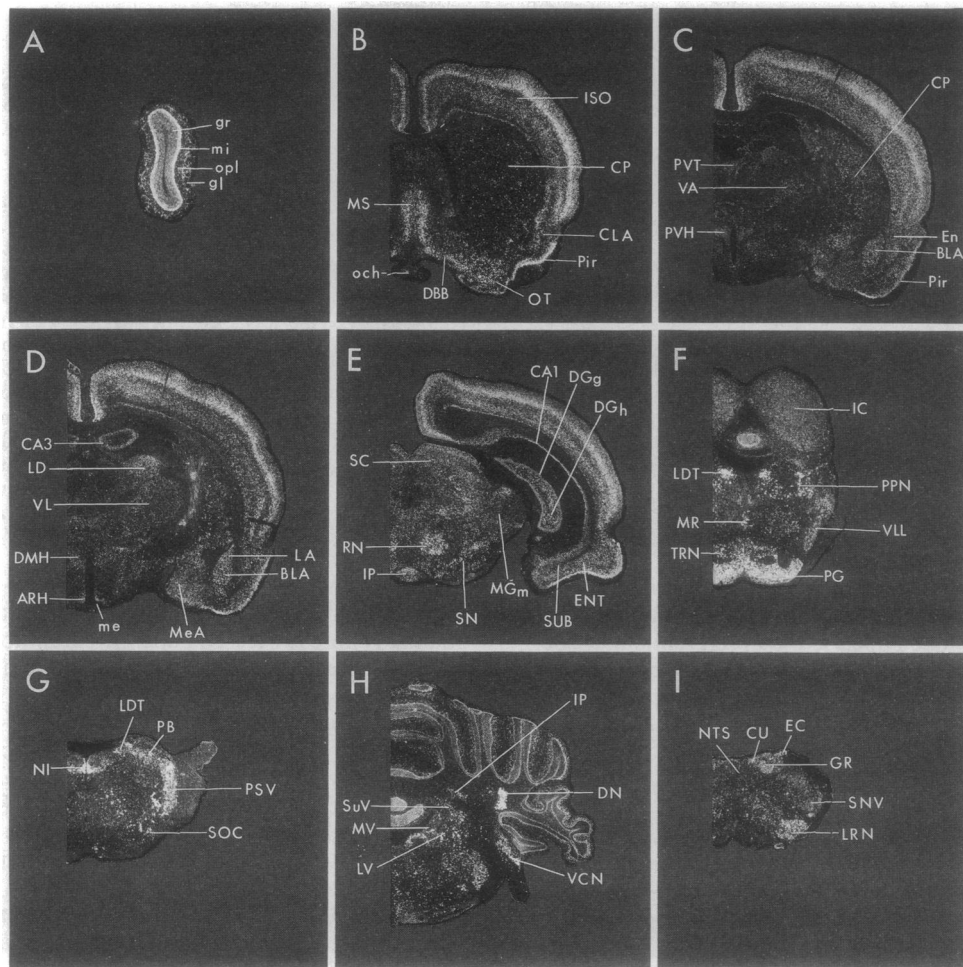 A
gr
mi
opl
gl
B
ISO
CP
MS
CLA
och
Pir
DBB
OT
C
CP
PVT
VA
PVH
En
BLA
Pir
D
CA3
LD
VL
DMH
LA
BLA
ARH
me
MeA
E
CA1
DGg
DGh
SC
RN
IP
SN
MGm
SUB
ENT
F
IC
LDT
PPN
MR
VLL
TRN
PG
G
LDT
PB
NI
PSV
SOC
H
IP
DN
SuV
MV
LV
VCN
I
NTS
CU
EC
GR
SNV
LRN